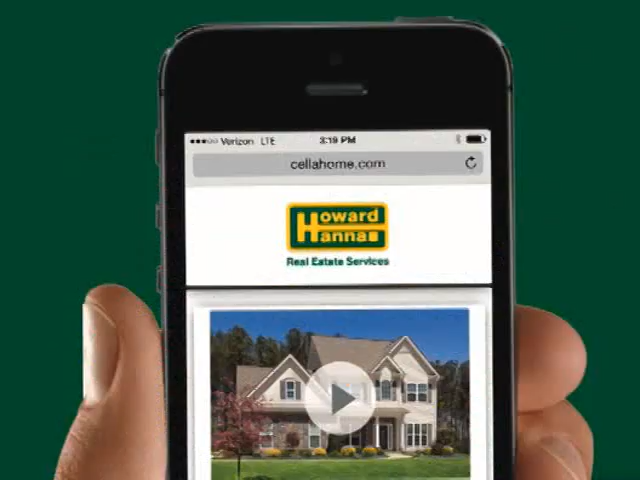 Verizon LTE 3:19 PM
cellahome.com
Howard
Hanna
Real Estate Services